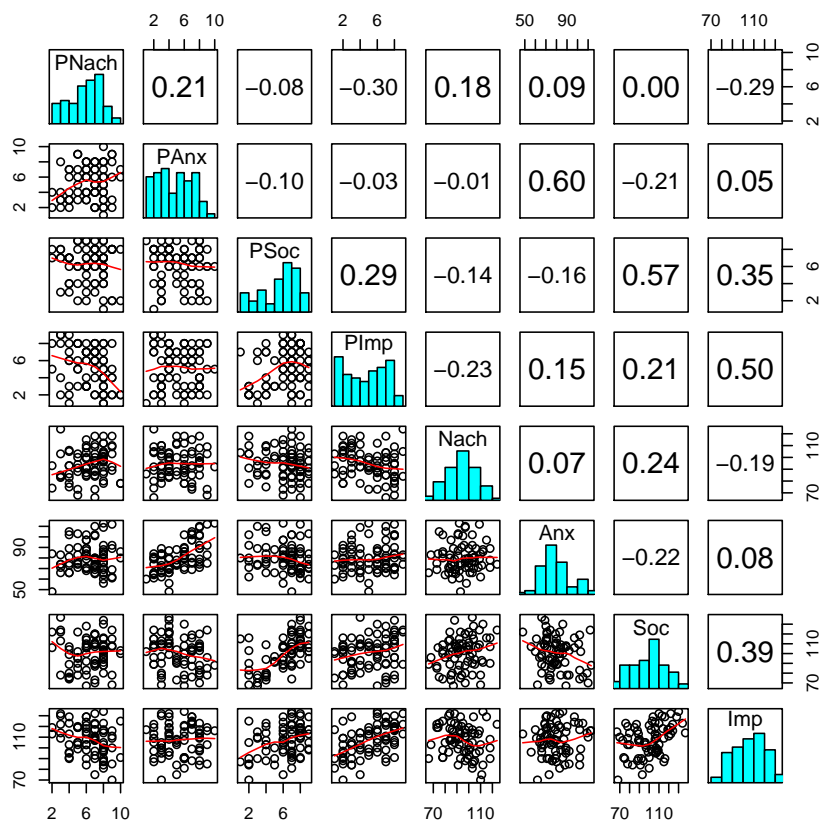 2 6 10 2 6 50 90 70 110
PNach 0.21 −0.08 −0.30 0.18 0.09 0.00 −0.29 2 6 10
2 6 10 PAnx −0.10 −0.03 −0.01 0.60 −0.21 0.05
PSoc 0.29 −0.14 −0.16 0.57 0.35 2 6
2 6 PImp −0.23 0.15 0.21 0.50
Nach 0.07 0.24 −0.19 70 110
50 90 Anx −0.22 0.08
Soc 0.39 70 110
70 110 Imp
2 6 10 2 6 70 110 70 110